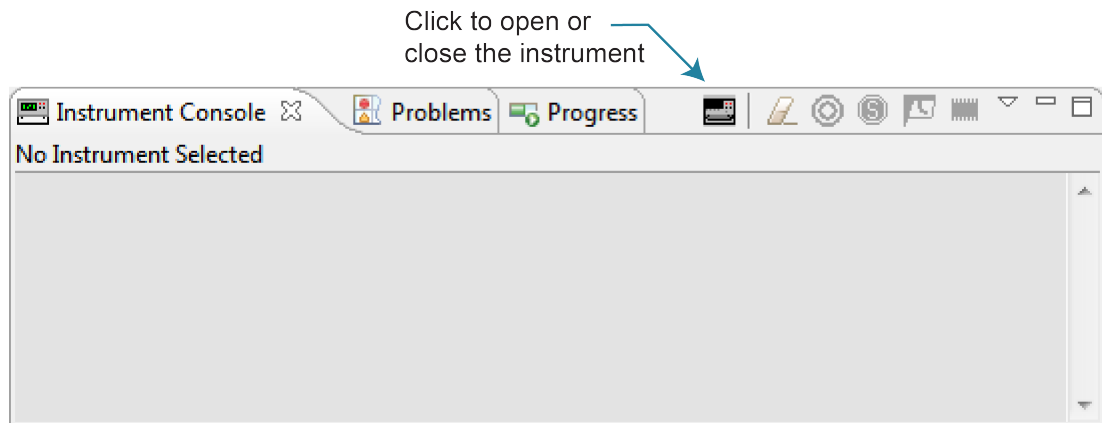 Click to open or
close the instrument
Instrument Console Problems Progress
No Instrument Selected